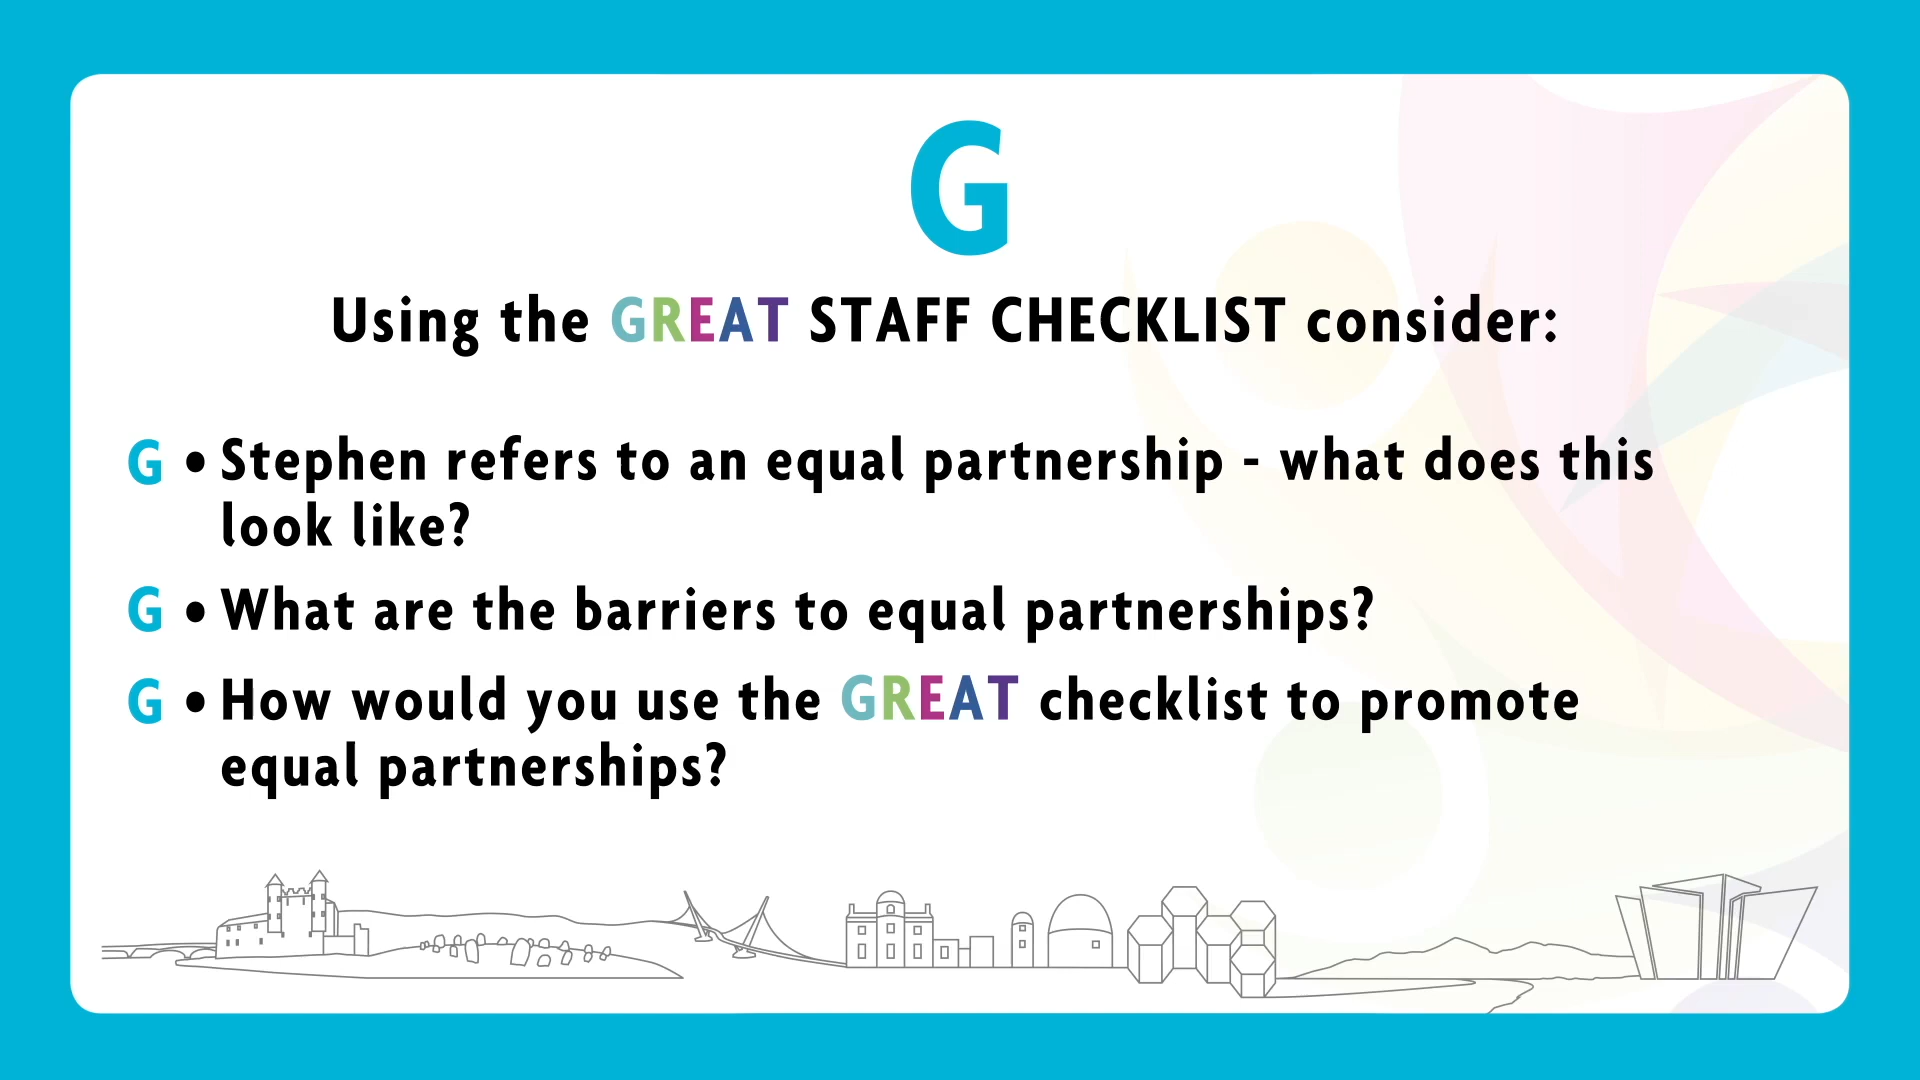 G
Using the GREAT STAFF CHECKLIST consider:
G • Stephen refers to an equal partnership - what does this
look like?
G • What are the barriers to equal partnerships?
G • How would you use the GREAT checklist to promote
equal partnerships?